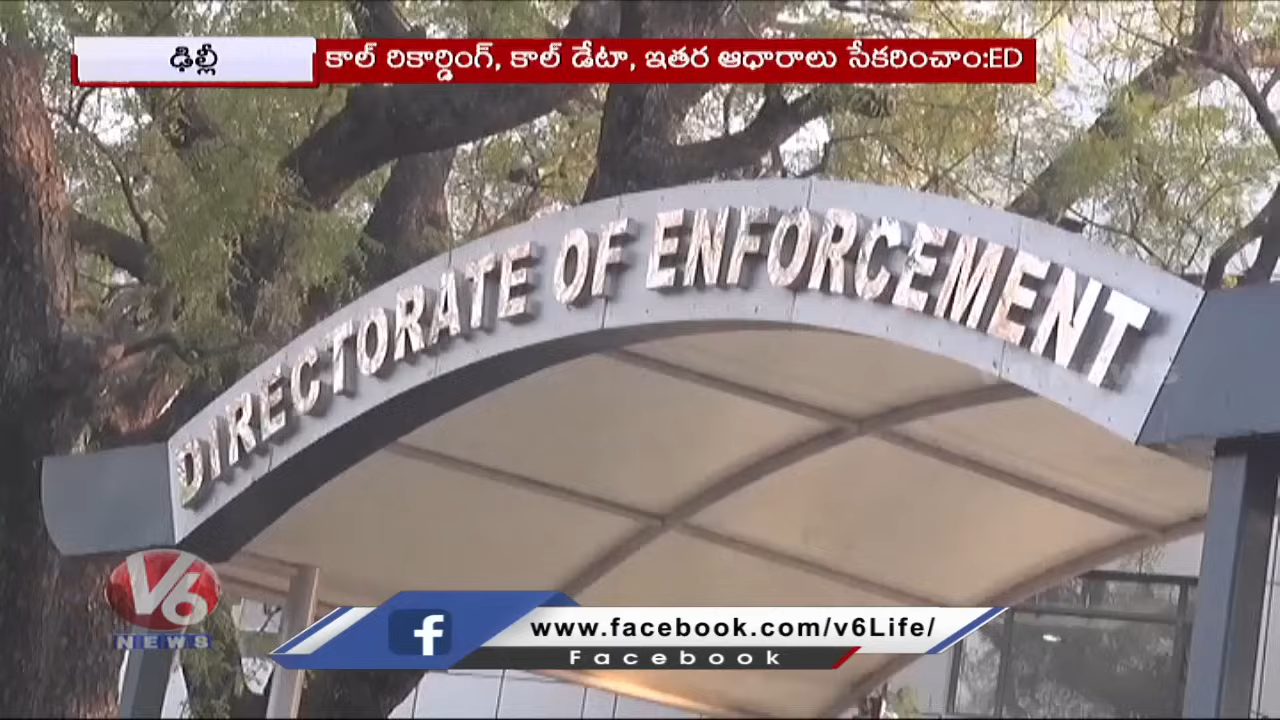 ఢిల్లీ
కాల్ రికార్డింగ్, కాల్ డేటా, ఇతర ఆధారాలు సేకరించాం:ED
DIRECTORATE OF ENFORCEMENT
V6
NEWS
f
www.facebook.com/v6Life/
Facebook